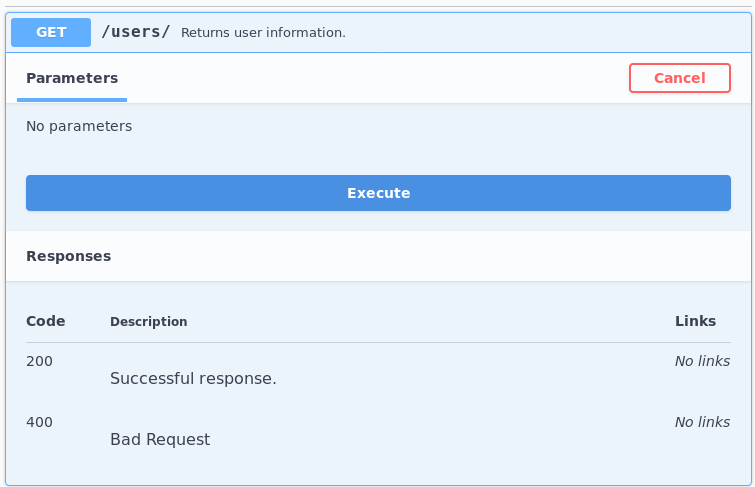 GET /users/ Returns user information.
Parameters Cancel
No parameters
Execute
Responses
Code Description Links
200 No links
Successful response.
400 No links
Bad Request